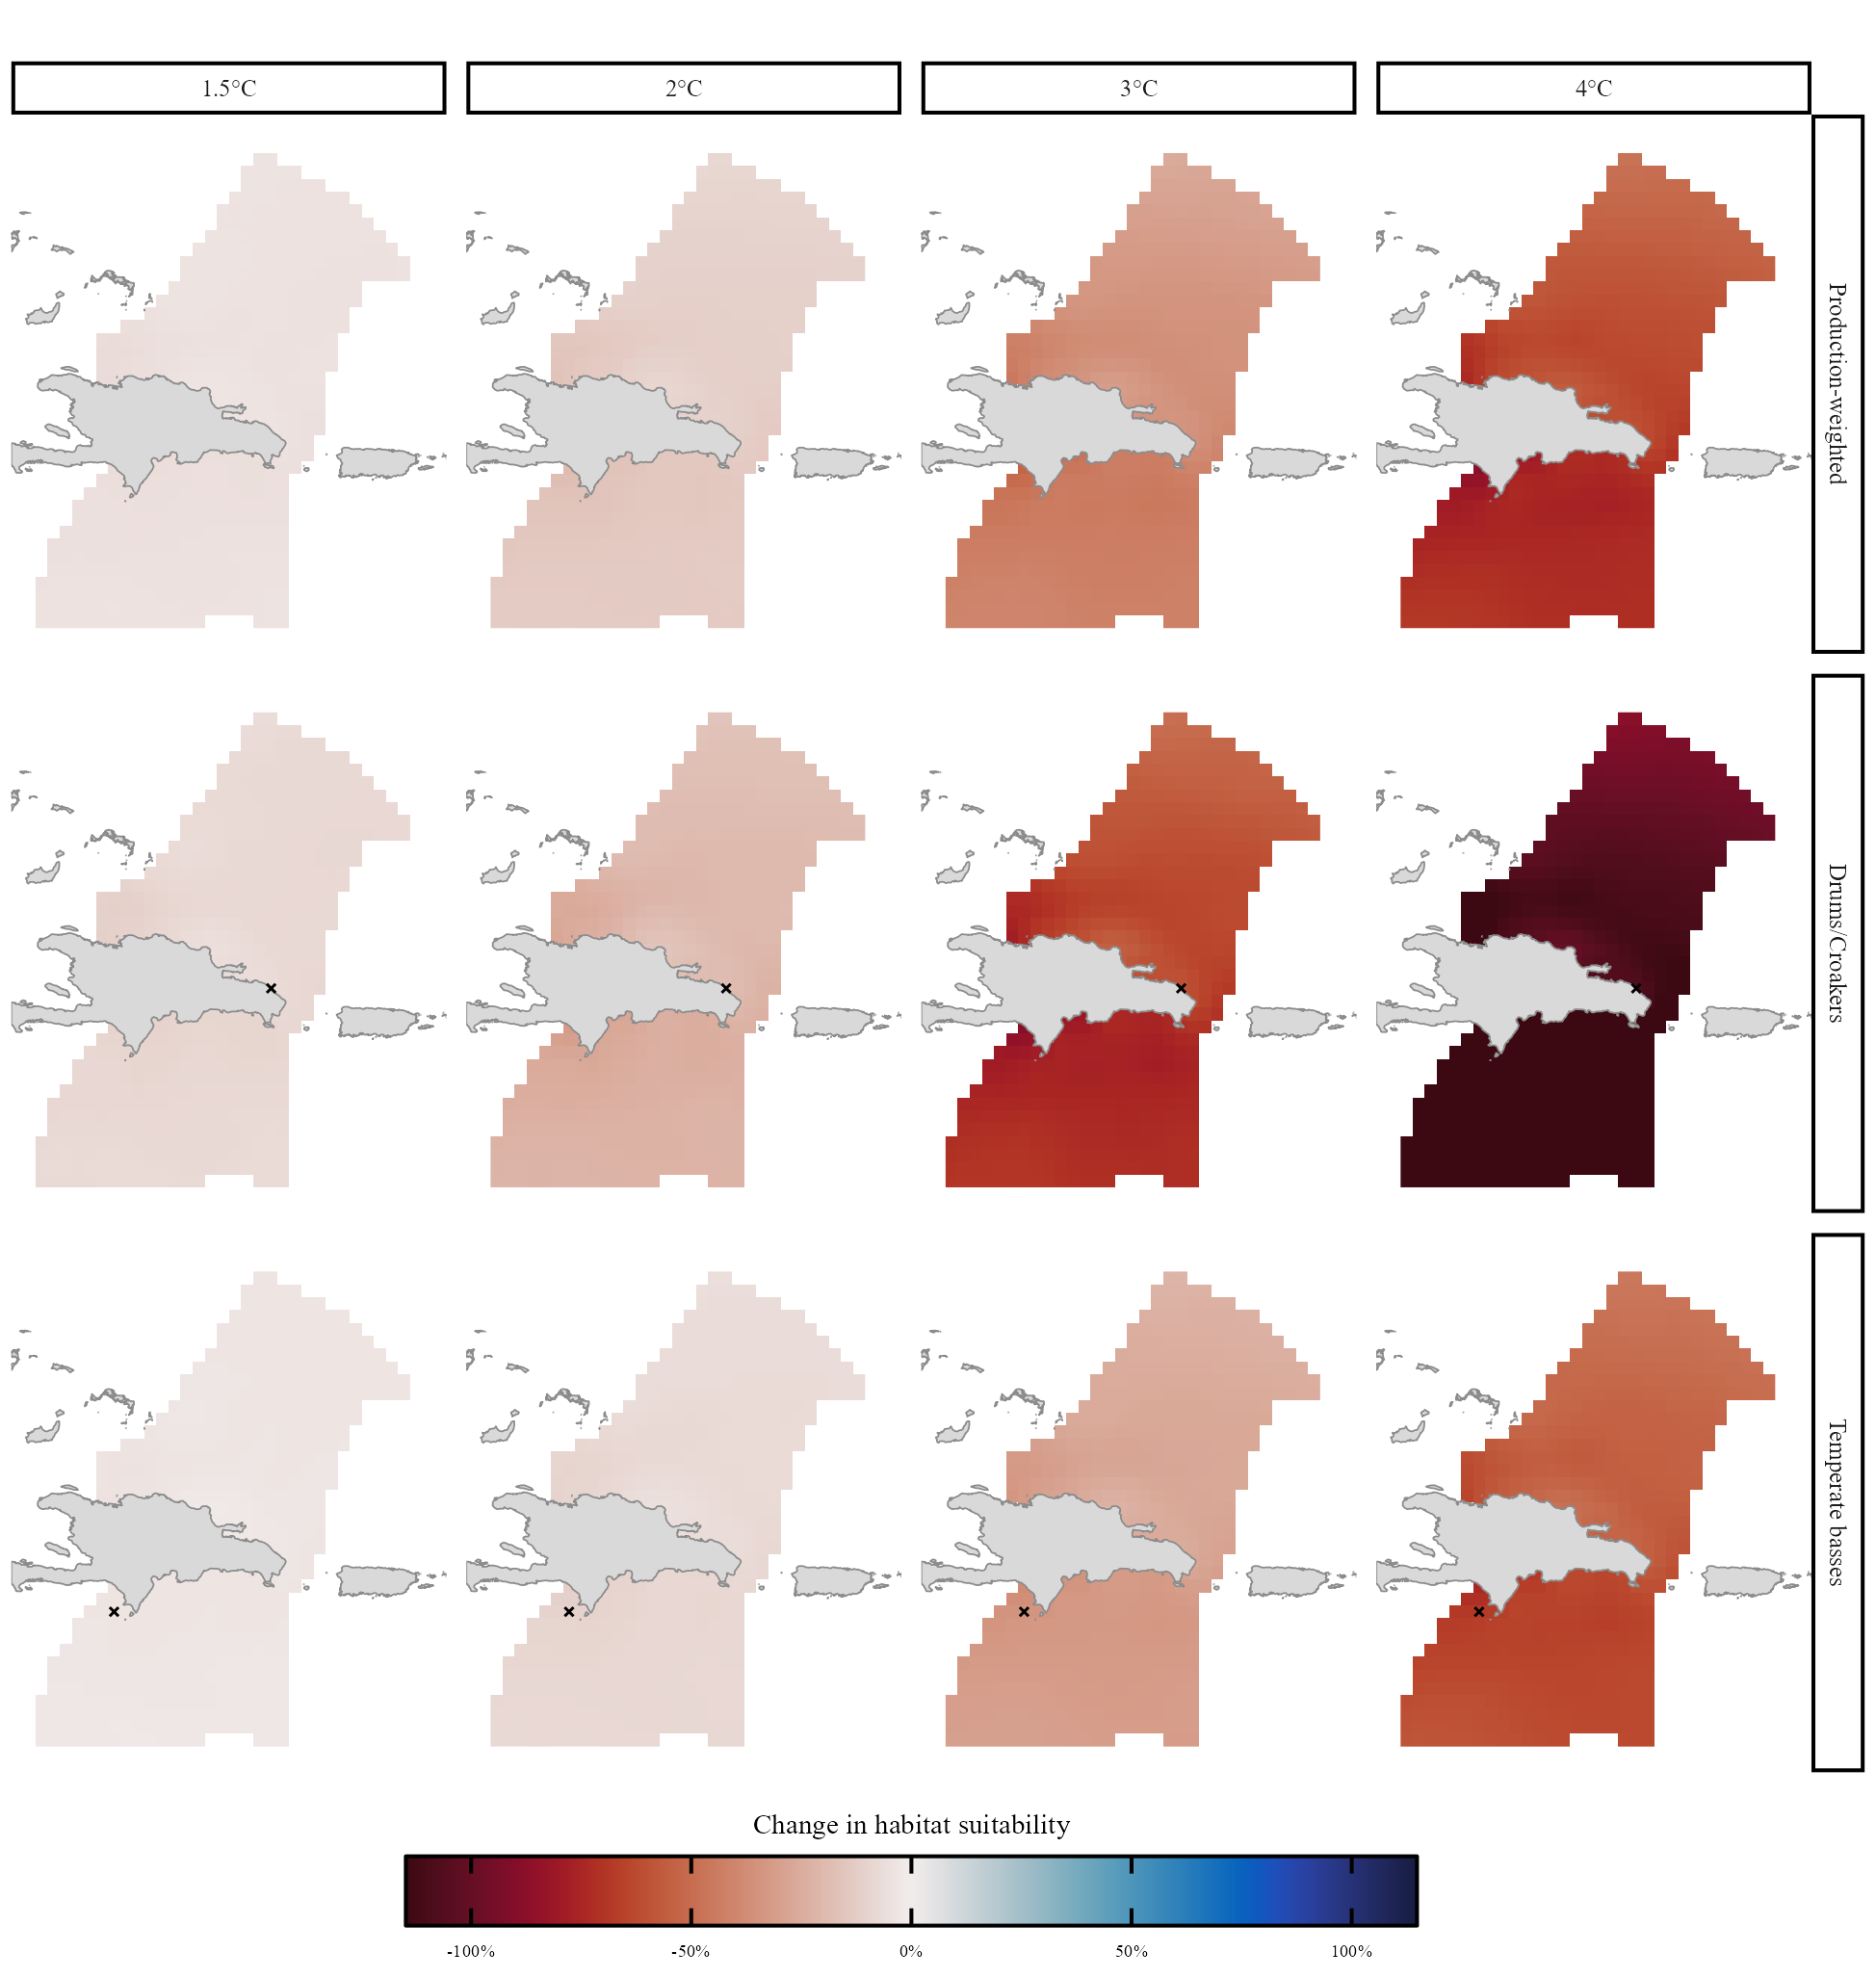 1.5°C
2°C
3°C
4°C
Production-weighted
Drums/Croakers
Temperate basses
Change in habitat suitability
-100%
-50%
0%
50%
100%